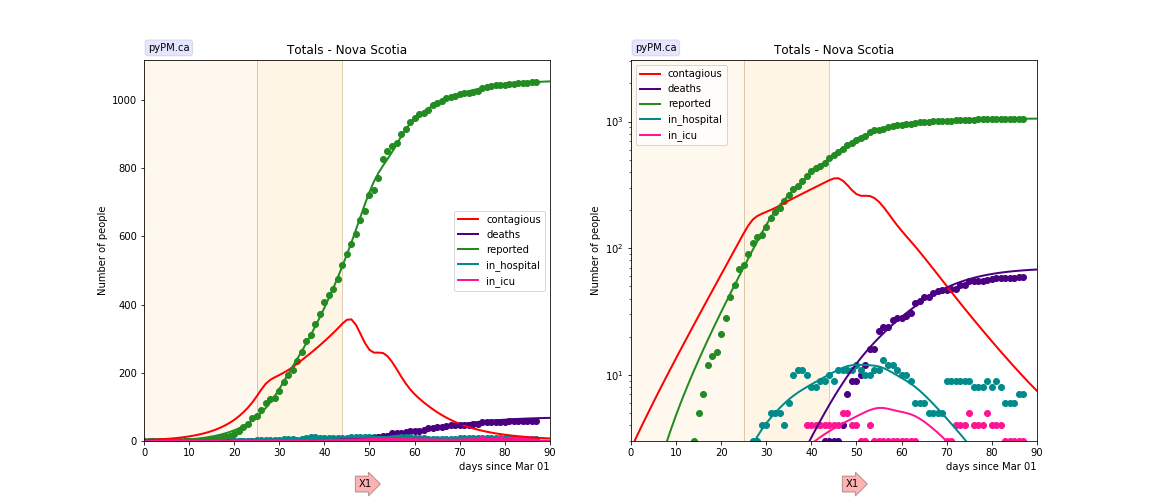 pyPM.ca
Totals - Nova Scotia
Number of people
1000
800
600
400
200
0
0 10 20 30 40 50 60 70 80 90
days since Mar 01
contagious
deaths
reported
in_hospital
in_icu
X1
pyPM.ca
Totals - Nova Scotia
Number of people
10³
10²
10¹
0 10 20 30 40 50 60 70 80 90
days since Mar 01
contagious
deaths
reported
in_hospital
in_icu
X1